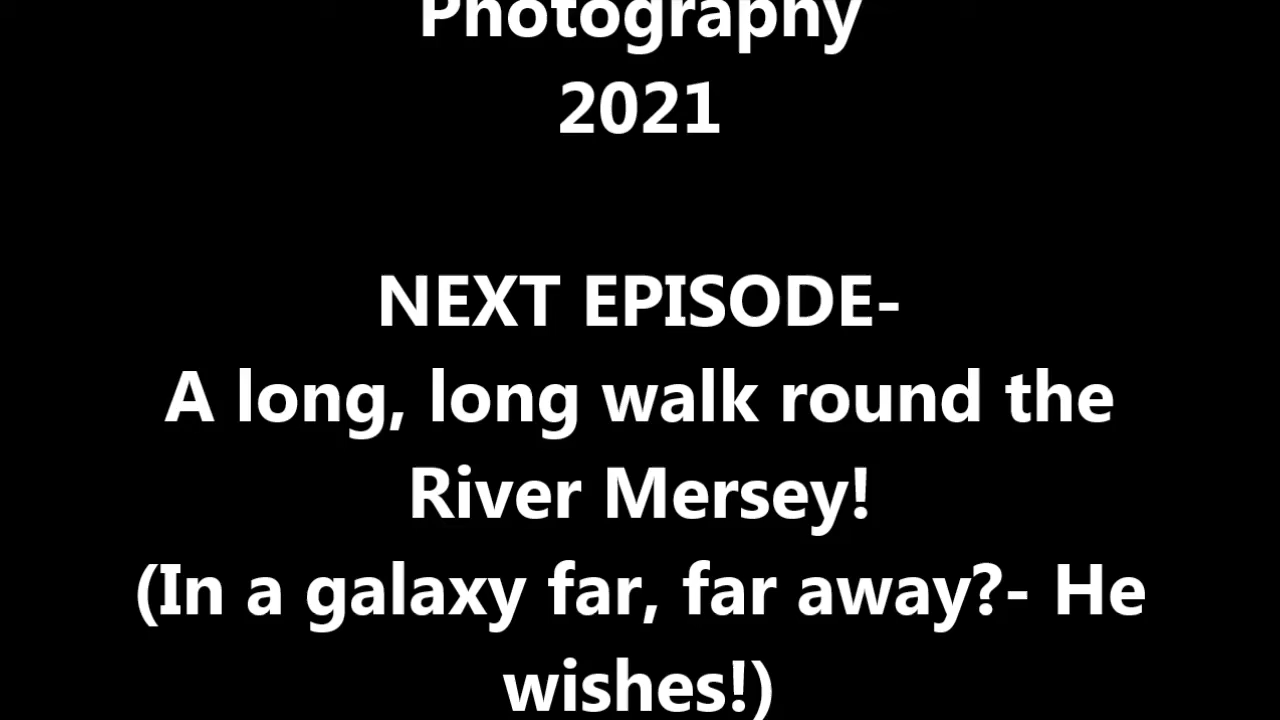 Photography
2021
NEXT EPISODE-
A long, long walk round the
River Mersey!
(In a galaxy far, far away?- He
wishes!)